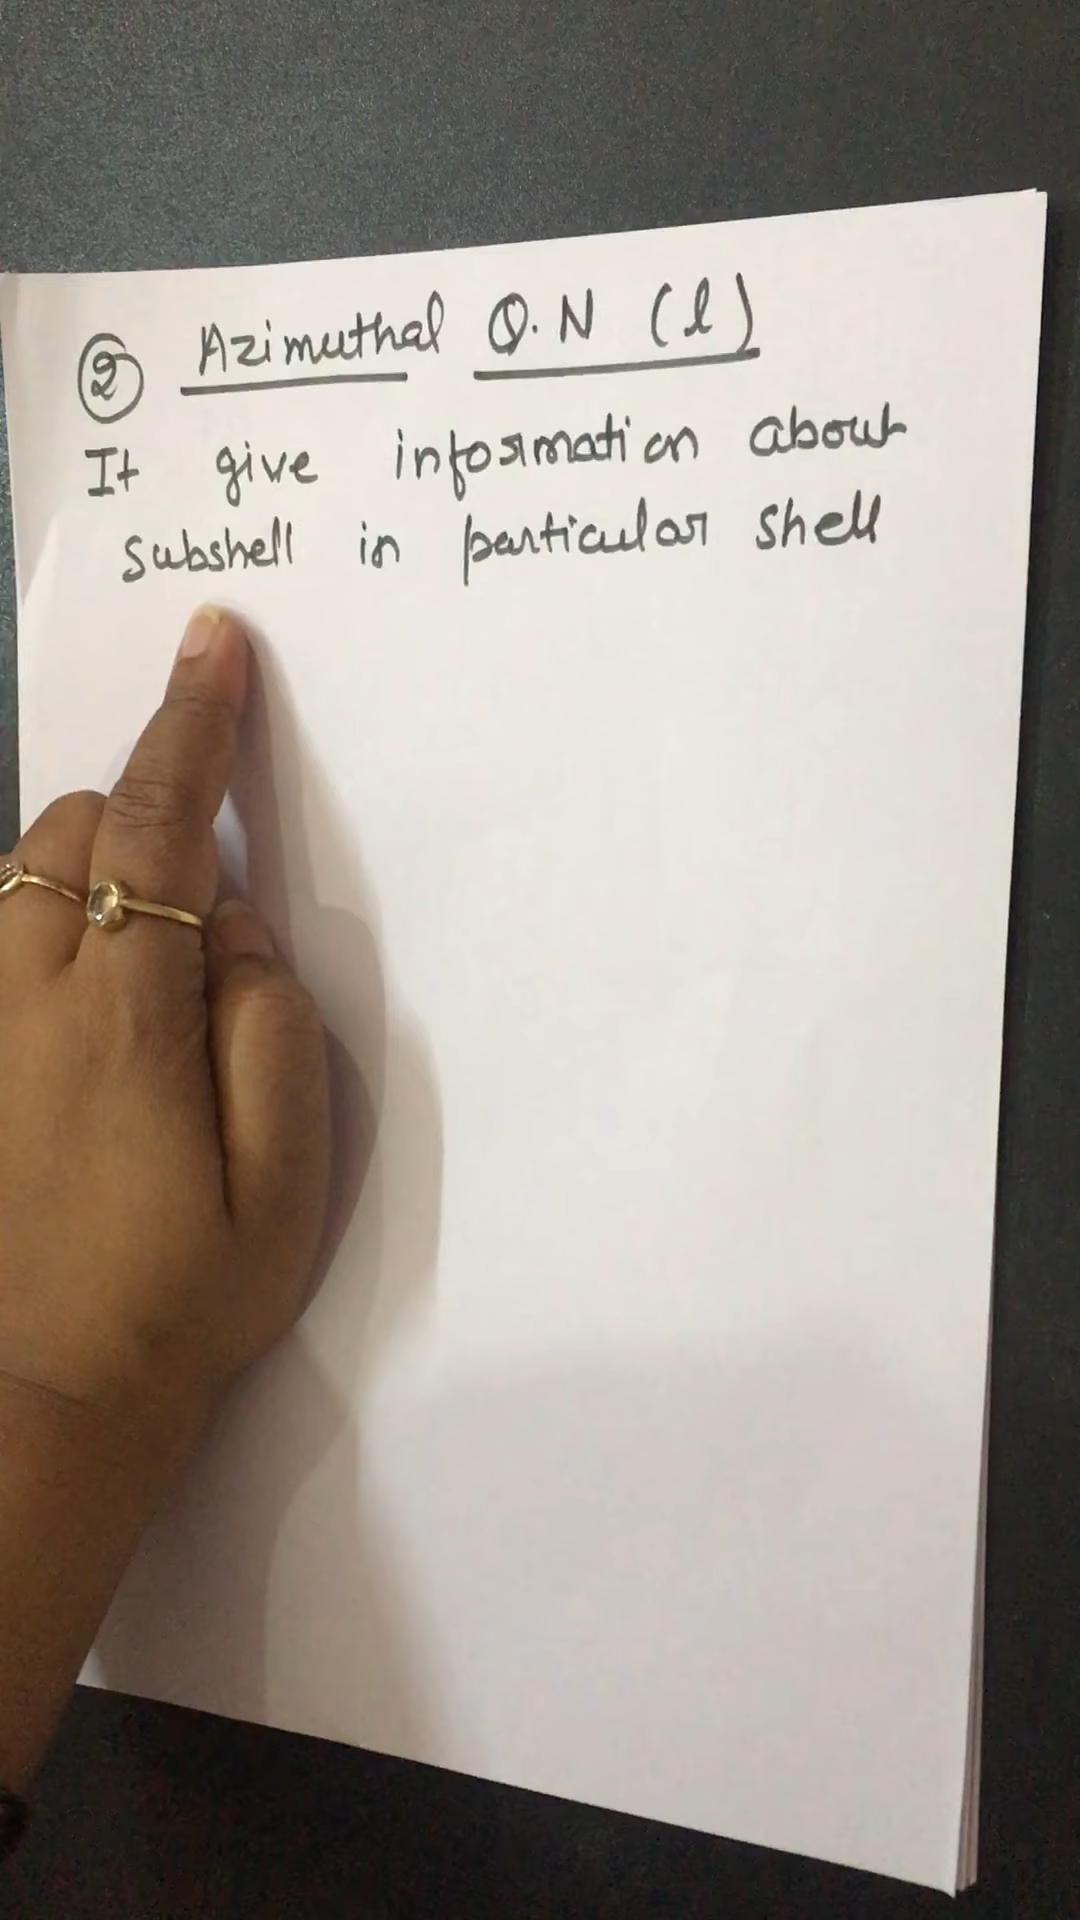 ② Azimuthal Q.N (l)
It give information about
subshell in particular shell